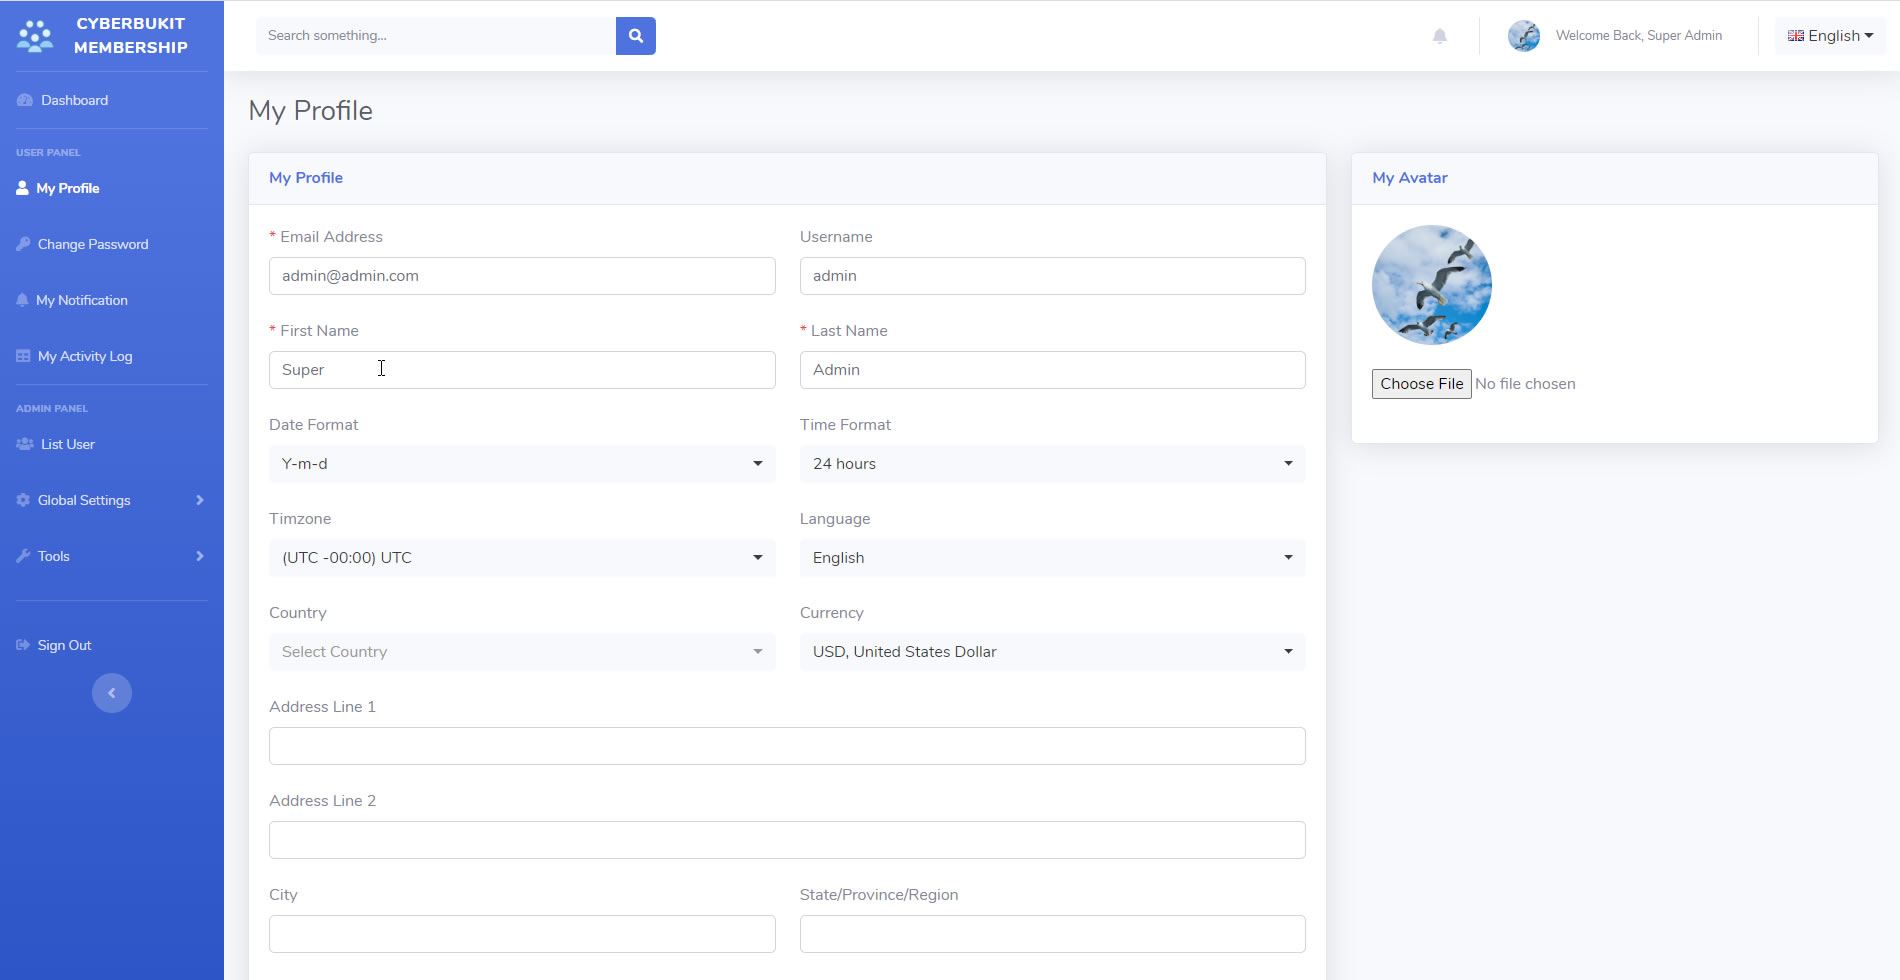 CYBERBUKIT
MEMBERSHIP
Search something...
Welcome Back, Super Admin
English
Dashboard
USER PANEL
My Profile
Change Password
My Notification
My Activity Log
ADMIN PANEL
List User
Global Settings
Tools
Sign Out
My Profile
My Profile
* Email Address
Username
admin@admin.com
admin
* First Name
* Last Name
Super
Admin
Date Format
Time Format
Y-m-d
24 hours
Timzone
Language
(UTC -00:00) UTC
English
Country
Currency
Select Country
USD, United States Dollar
Address Line 1
Address Line 2
City
State/Province/Region
My Avatar
Choose File No file chosen